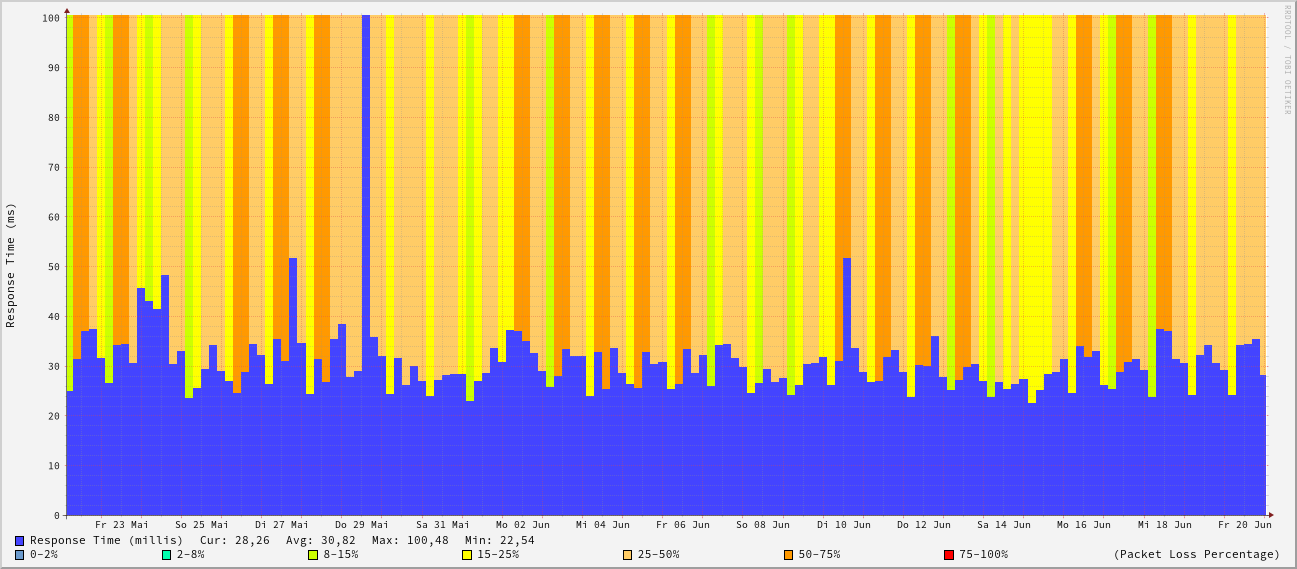 RRDTOOL / TOBI OETIKER
Response Time (ms)
100
90
80
70
60
50
40
30
20
10
0
Fr 23 Mai So 25 Mai Di 27 Mai Do 29 Mai Sa 31 Mai Mo 02 Jun Mi 04 Jun Fr 06 Jun So 08 Jun Di 10 Jun Do 12 Jun Sa 14 Jun Mo 16 Jun Mi 18 Jun Fr 20 Jun
Response Time (millis) Cur: 28,26 Avg: 30,82 Max: 100,48 Min: 22,54
0-2% 2-8% 8-15% 15-25% 25-50% 50-75% 75-100% (Packet Loss Percentage)